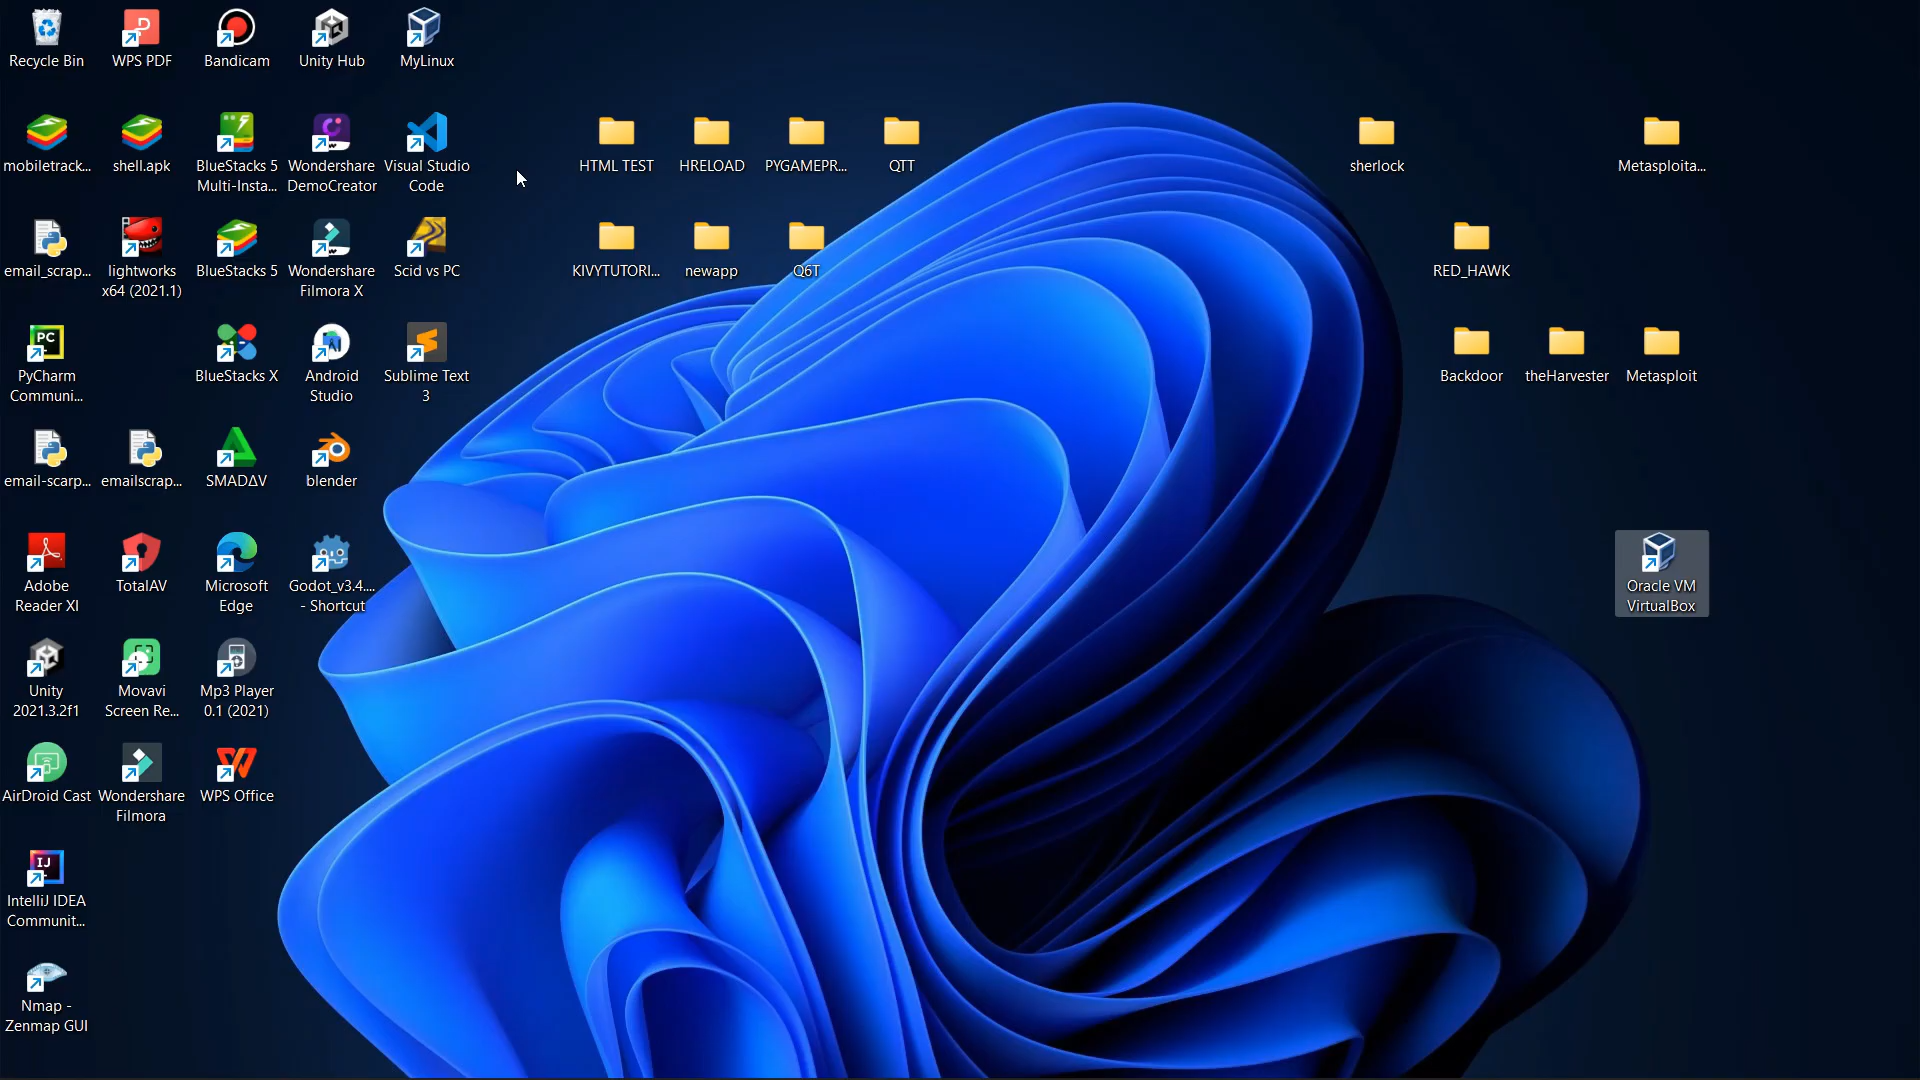 Recycle Bin
WPS PDF
Bandicam
Unity Hub
MyLinux
mobiletrack...
shell.apk
BlueStacks 5
Multi-Insta...
Wondershare
DemoCreator
Visual Studio
Code
HTML TEST
HRELOAD
PYGAMEPR...
QTT
sherlock
Metasploita...
email_scrap...
lightworks
x64 (2021.1)
BlueStacks 5
Wondershare
Filmora X
Scid vs PC
KIVYTUTORI...
newapp
Q6T
RED_HAWK
PC
PyCharm
Communi...
BlueStacks X
Android
Studio
Sublime Text
3
Backdoor
theHarvester
Metasploit
email-scarp...
emailscrap...
SMADΔV
blender
Adobe
Reader XI
TotalAV
Microsoft
Edge
Godot_v3.4....
- Shortcut
Oracle VM
VirtualBox
Unity
2021.3.2f1
Movavi
Screen Re...
Mp3 Player
0.1 (2021)
AirDroid Cast
Wondershare
Filmora
WPS Office
IJ
IntelliJ IDEA
Communit...
Nmap -
Zenmap GUI